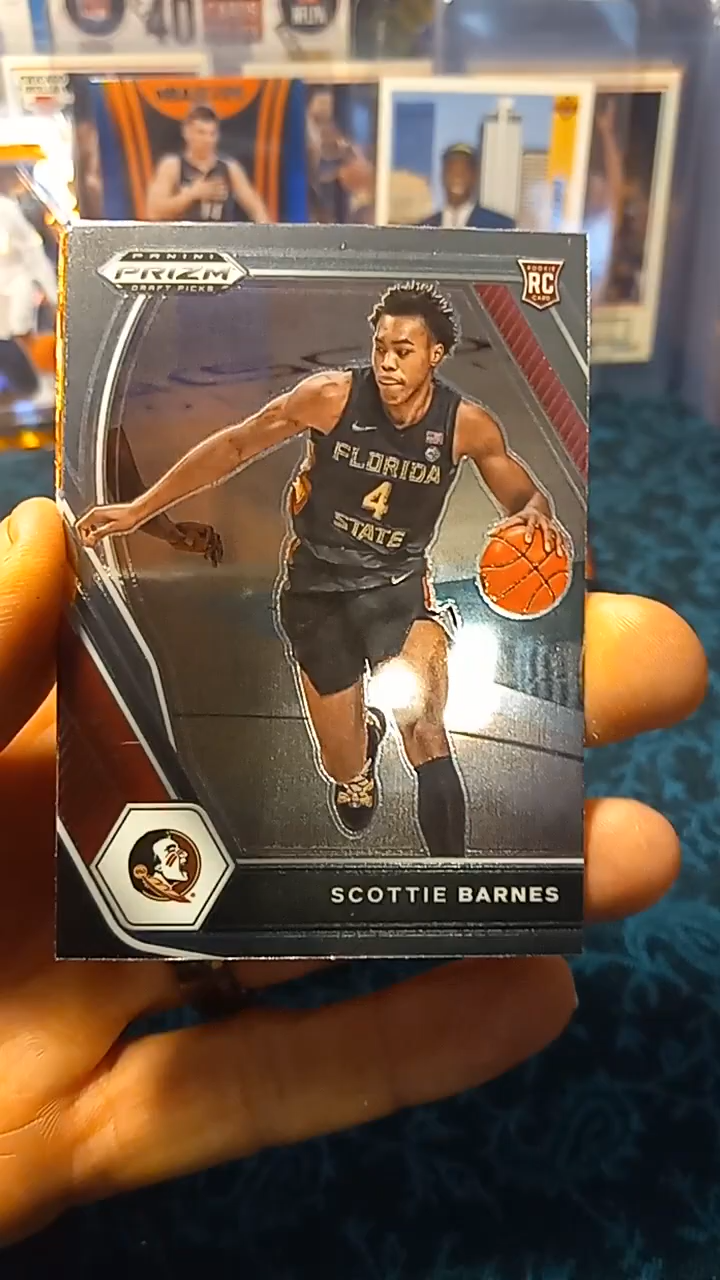 PANINI
PRIZM
DRAFT PICKS
ROOKIE
RC
CARD
FLORIDA
4
STATE
SCOTTIE BARNES